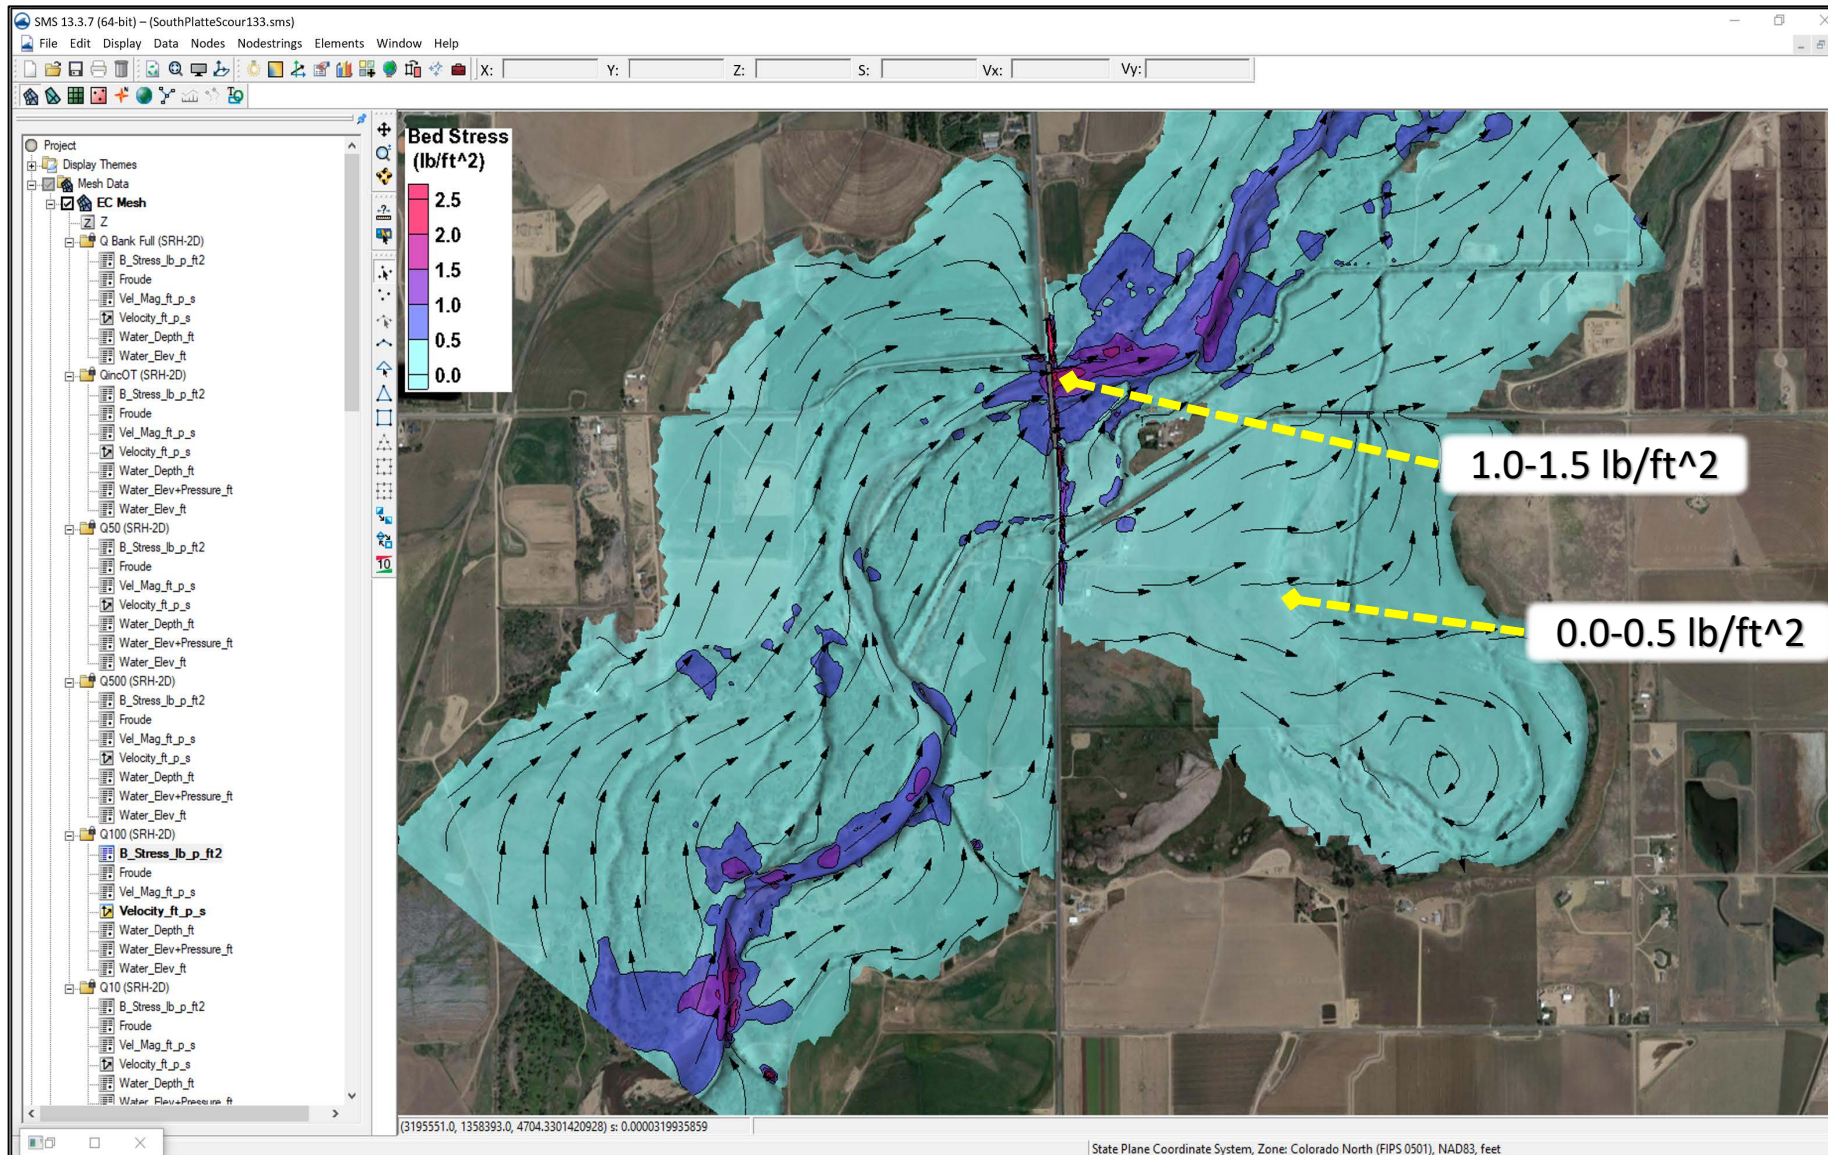 SMS 13.3.7 (64-bit) – (SouthPlatteScour133.sms)
File Edit Display Data Nodes Nodestrings Elements Window Help
X: Y: Z: S: Vx: Vy:
Project
Display Themes
Mesh Data
EC Mesh
Z Z
Q Bank Full (SRH-2D)
B_Stress_lb_p_ft2
Froude
Vel_Mag_ft_p_s
Velocity_ft_p_s
Water_Depth_ft
Water_Elev_ft
QincOT (SRH-2D)
B_Stress_lb_p_ft2
Froude
Vel_Mag_ft_p_s
Velocity_ft_p_s
Water_Depth_ft
Water_Elev+Pressure_ft
Water_Elev_ft
Q50 (SRH-2D)
B_Stress_lb_p_ft2
Froude
Vel_Mag_ft_p_s
Velocity_ft_p_s
Water_Depth_ft
Water_Elev+Pressure_ft
Water_Elev_ft
Q500 (SRH-2D)
B_Stress_lb_p_ft2
Froude
Vel_Mag_ft_p_s
Velocity_ft_p_s
Water_Depth_ft
Water_Elev+Pressure_ft
Water_Elev_ft
Q100 (SRH-2D)
B_Stress_lb_p_ft2
Froude
Vel_Mag_ft_p_s
Velocity_ft_p_s
Water_Depth_ft
Water_Elev+Pressure_ft
Water_Elev_ft
Q10 (SRH-2D)
B_Stress_lb_p_ft2
Froude
Vel_Mag_ft_p_s
Velocity_ft_p_s
Water_Depth_ft
Water_Elev+Pressure_ft
10
Bed Stress
(lb/ft^2)
2.5
2.0
1.5
1.0
0.5
0.0
1.0-1.5 lb/ft^2
0.0-0.5 lb/ft^2
(3195551.0, 1358393.0, 4704.3301420928) s: 0.0000319935859
State Plane Coordinate System, Zone: Colorado North (FIPS 0501), NAD83, feet